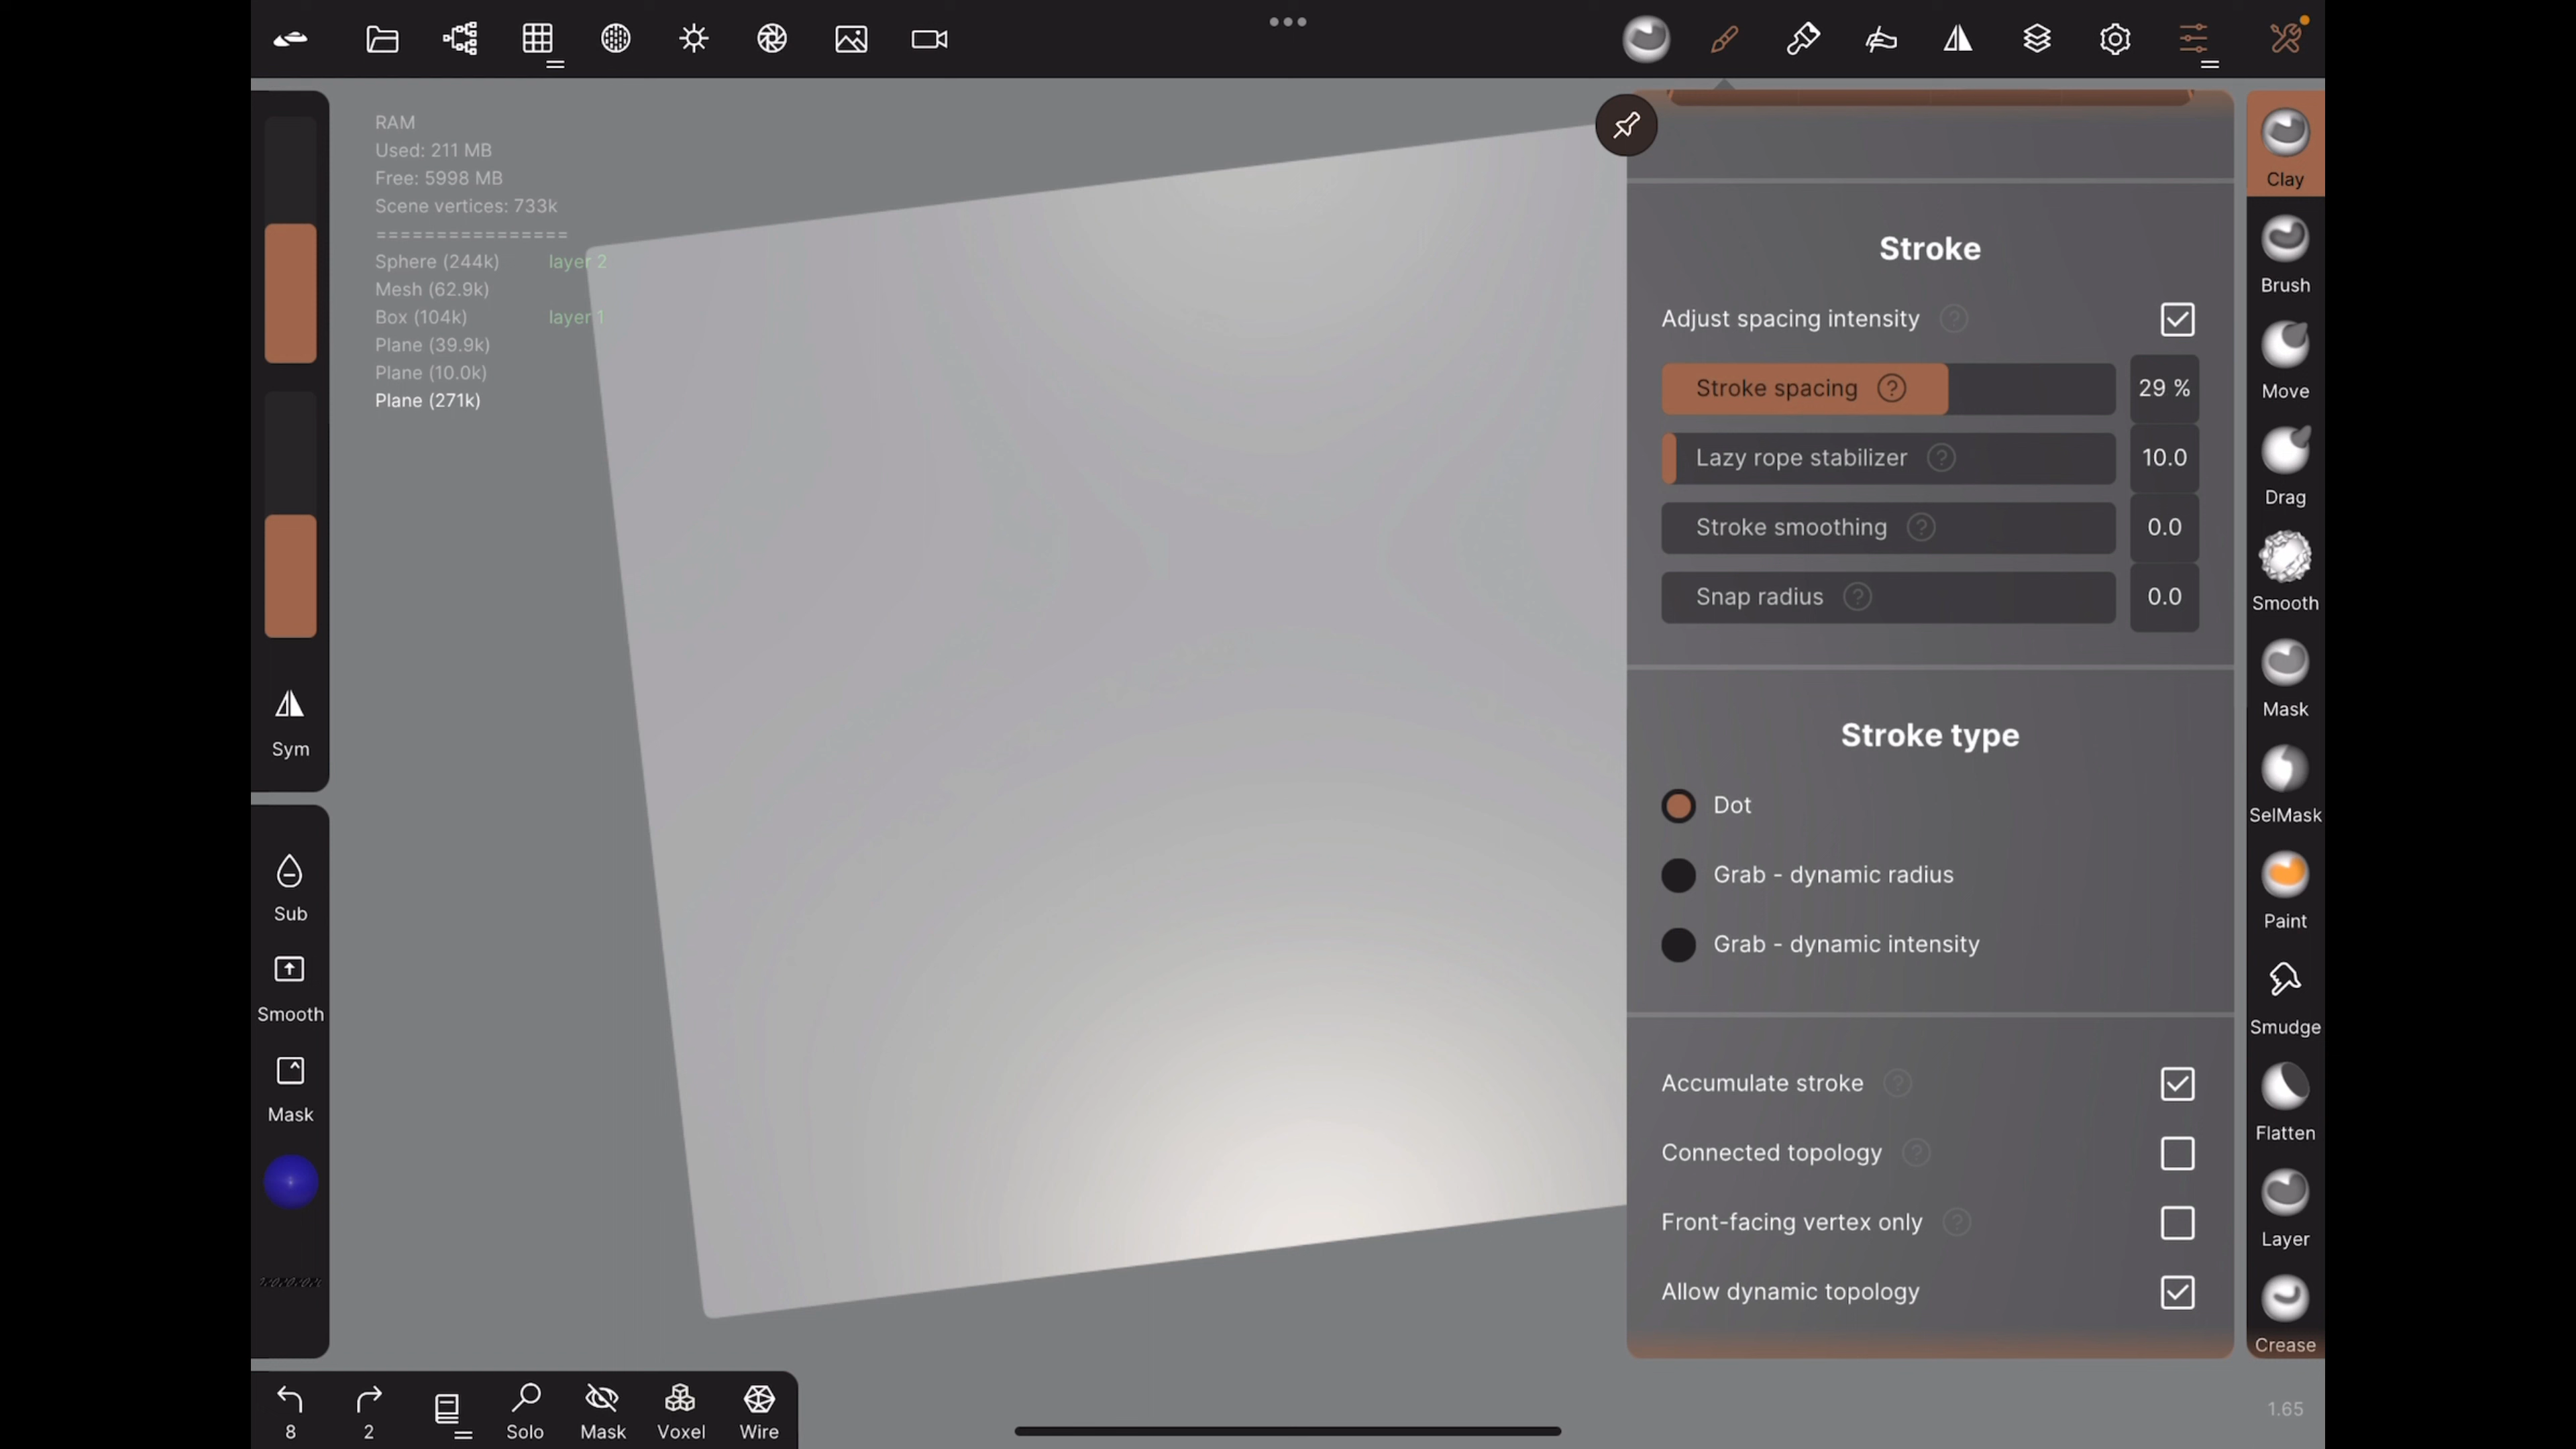 RAM
Used: 211 MB
Free: 5998 MB
Scene vertices: 733k
================
Sphere (244k) layer 2
Mesh (62.9k)
Box (104k) layer 1
Plane (39.9k)
Plane (10.0k)
Plane (271k)
Sym
Sub
Smooth
Mask
8
2
Solo
Mask
Voxel
Wire
Stroke
Adjust spacing intensity ?
Stroke spacing ? 29 %
Lazy rope stabilizer ? 10.0
Stroke smoothing ? 0.0
Snap radius ? 0.0
Stroke type
Dot
Grab - dynamic radius
Grab - dynamic intensity
Accumulate stroke ?
Connected topology ?
Front-facing vertex only ?
Allow dynamic topology
Clay
Brush
Move
Drag
Smooth
Mask
SelMask
Paint
Smudge
Flatten
Layer
Crease
1.65